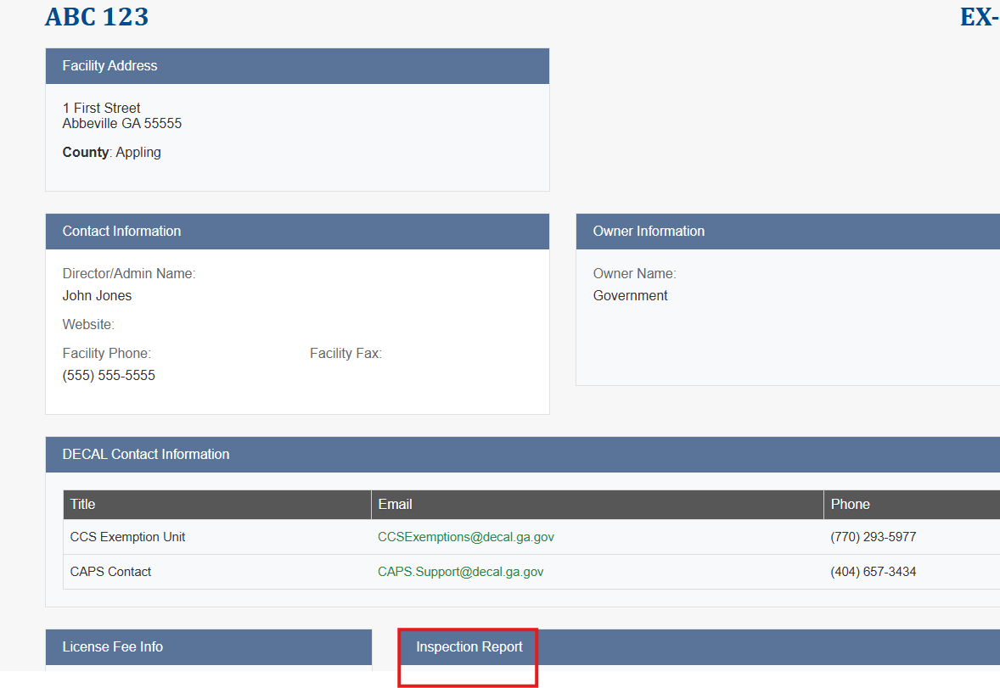 ABC 123
EX-
Facility Address
1 First Street
Abbeville GA 55555
County: Appling
Contact Information
Owner Information
Director/Admin Name:
John Jones
Website:
Facility Phone:
Facility Fax:
(555) 555-5555
Owner Name:
Government
DECAL Contact Information
Title Email Phone
CCS Exemption Unit CCSExemptions@decal.ga.gov (770) 293-5977
CAPS Contact CAPS.Support@decal.ga.gov (404) 657-3434
License Fee Info
Inspection Report